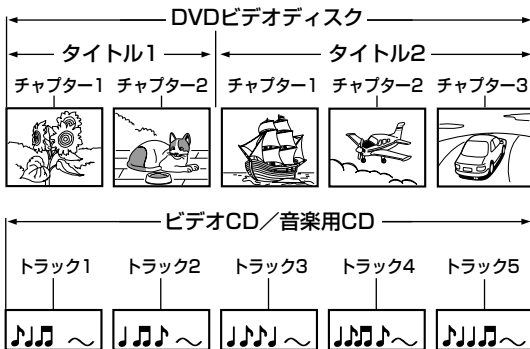 DVDビデオディスク
タイトル1 タイトル2
チャプター1 チャプター2 チャプター1 チャプター2 チャプター3
ビデオCD／音楽用CD
トラック1 トラック2 トラック3 トラック4 トラック5